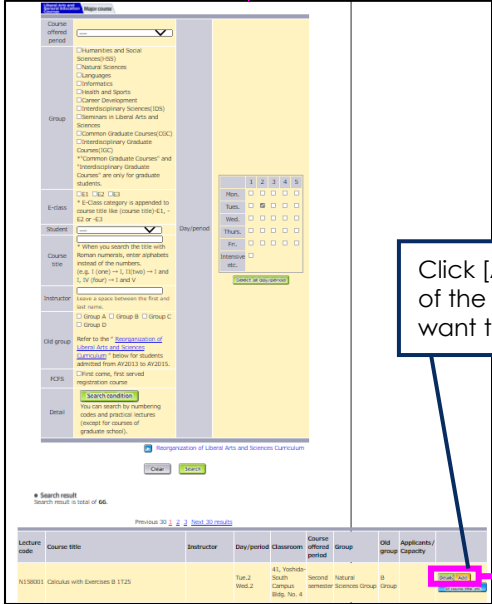 Liberal Arts and
General Education
Courses
Major course
Course
offered
period
----
Group
Humanities and Social
Sciences(HSS)
Natural Sciences
Languages
Informatics
Health and Sports
Career Development
Interdisciplinary Sciences(IDS)
Seminars in Liberal Arts and
Sciences
Common Graduate Courses(CGC)
Interdisciplinary Graduate
Courses(IGC)
*"Common Graduate Courses" and
"Interdisciplinary Graduate
Courses" are only for graduate
students.
E-class
E1 E2 E3
* E-Class category is appended to
course title like (course title)-E1, -
E2 or -E3
Student
----
Course
title
* When you search the title with
Roman numerals, enter alphabets
instead of the numbers.
(e.g. I (one) → I, II(two) → I and
I, IV (four) → I and V
Instructor
Leave a space between the first and
last name.
Old group
Group A Group B Group C
Group D
Refer to the " Reorganization of
Liberal Arts and Sciences
Curriculum " below for students
admitted from AY2013 to AY2015.
FCFS
First come, first served
registration course
Detail
Search condition
You can search by numbering
codes and practical lectures
(except for courses of
graduate school).
Day/period
1 2 3 4 5
Mon.
Tues.
Wed.
Thurs.
Fri.
Intensive
etc.
Select all day/period
Reorganization of Liberal Arts and Sciences Curriculum
Clear Search
Search result
Search result is total of 66.
Previous 30 1 2 3 Next 30 results
Lecture
code
Course title
Instructor
Day/period
Classroom
Course
offered
period
Group
Old
group
Applicants/
Capacity
N158001
Calculus with Exercises B 1T25
Tue.2
Wed.2
41, Yoshida-
South
Campus
Bldg. No. 4
Second
semester
Natural
Sciences Group
B
Group
Detail Add
Click [
of the
want t